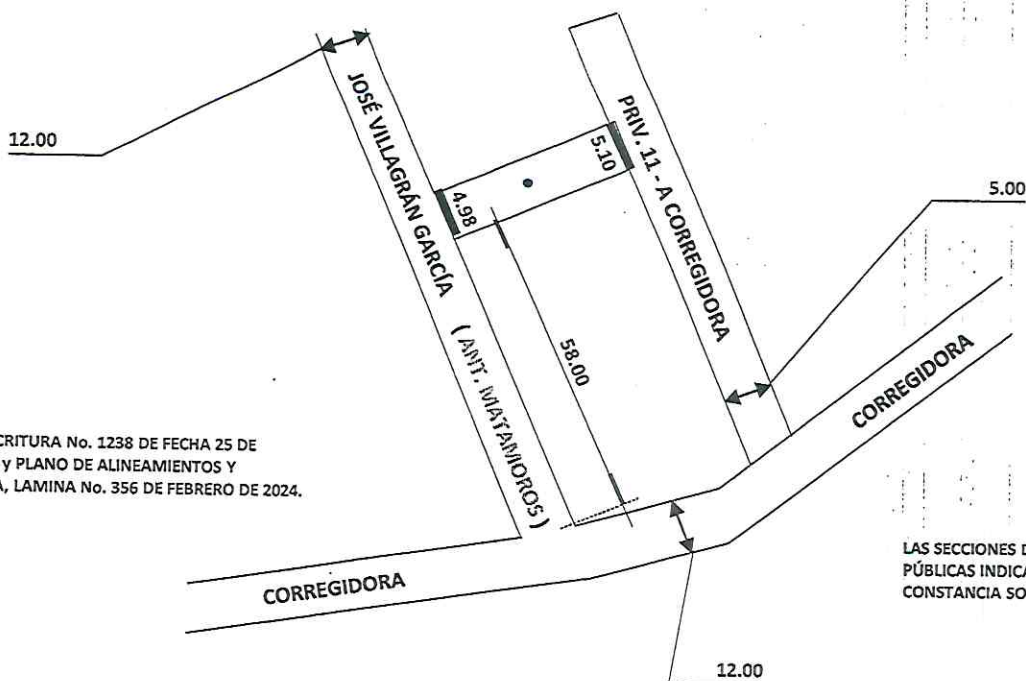 12.00
JOSÉ VILLAGRÁN GARCÍA
( ANT. MATAMOROS )
PRIV. 11 - A CORREGIDORA
5.10
4.98
5.00
58.00
CORREGIDORA
CRITURA No. 1238 DE FECHA 25 DE
y PLANO DE ALINEAMIENTOS Y
A, LAMINA No. 356 DE FEBRERO DE 2024.
CORREGIDORA
LAS SECCIONES D
PÚBLICAS INDICA
CONSTANCIA SO
12.00